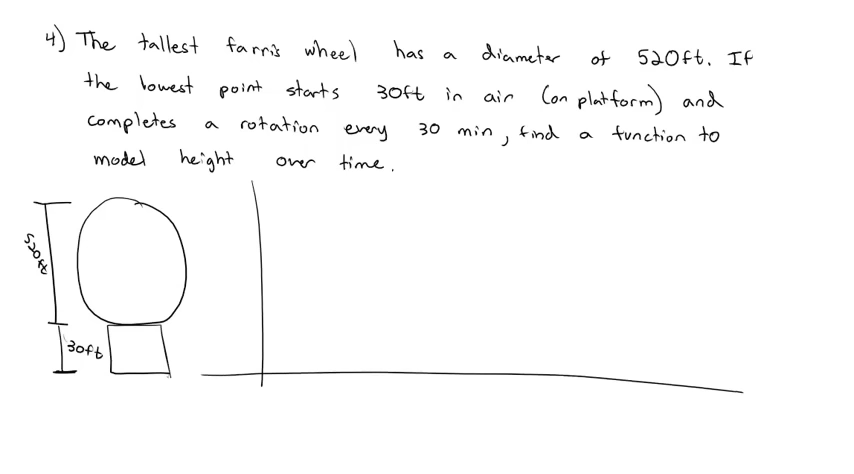 4) The tallest farris wheel has a diameter of 520ft. If
the lowest point starts 30ft in air (on platform) and
completes a rotation every 30 min, find a function to
model height over time.
520ft
30ft